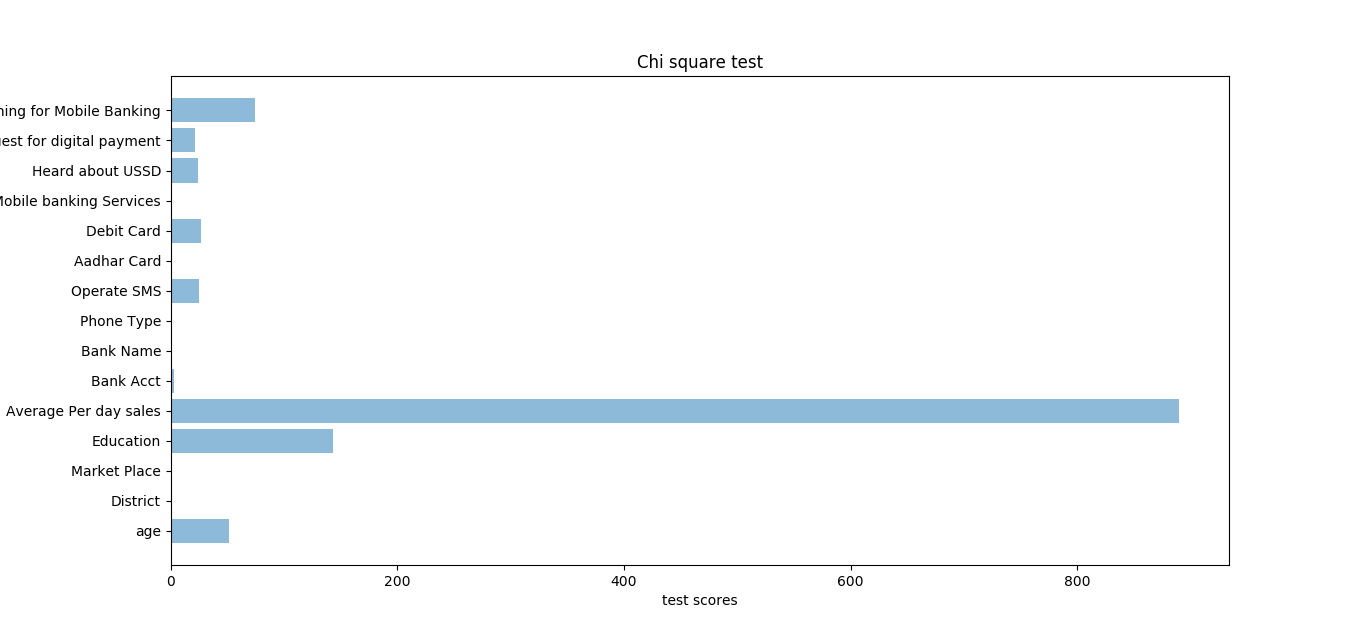 Chi square test
for Mobile Banking
for digital payment
Heard about USSD
Mobile banking Services
Debit Card
Aadhar Card
Operate SMS
Phone Type
Bank Name
Bank Acct
Average Per day sales
Education
Market Place
District
age
0 200 400 600 800
test scores